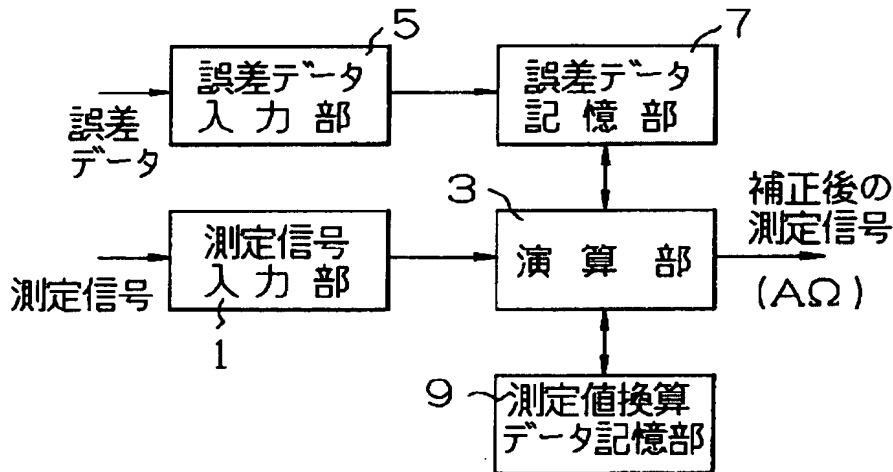 5
7
誤差データ
入力部
誤差データ
記憶部
誤差
データ
3
補正後の
測定信号
測定信号
入力部
演算部
測定信号
(AΩ)
1
9
測定値換算
データ記憶部